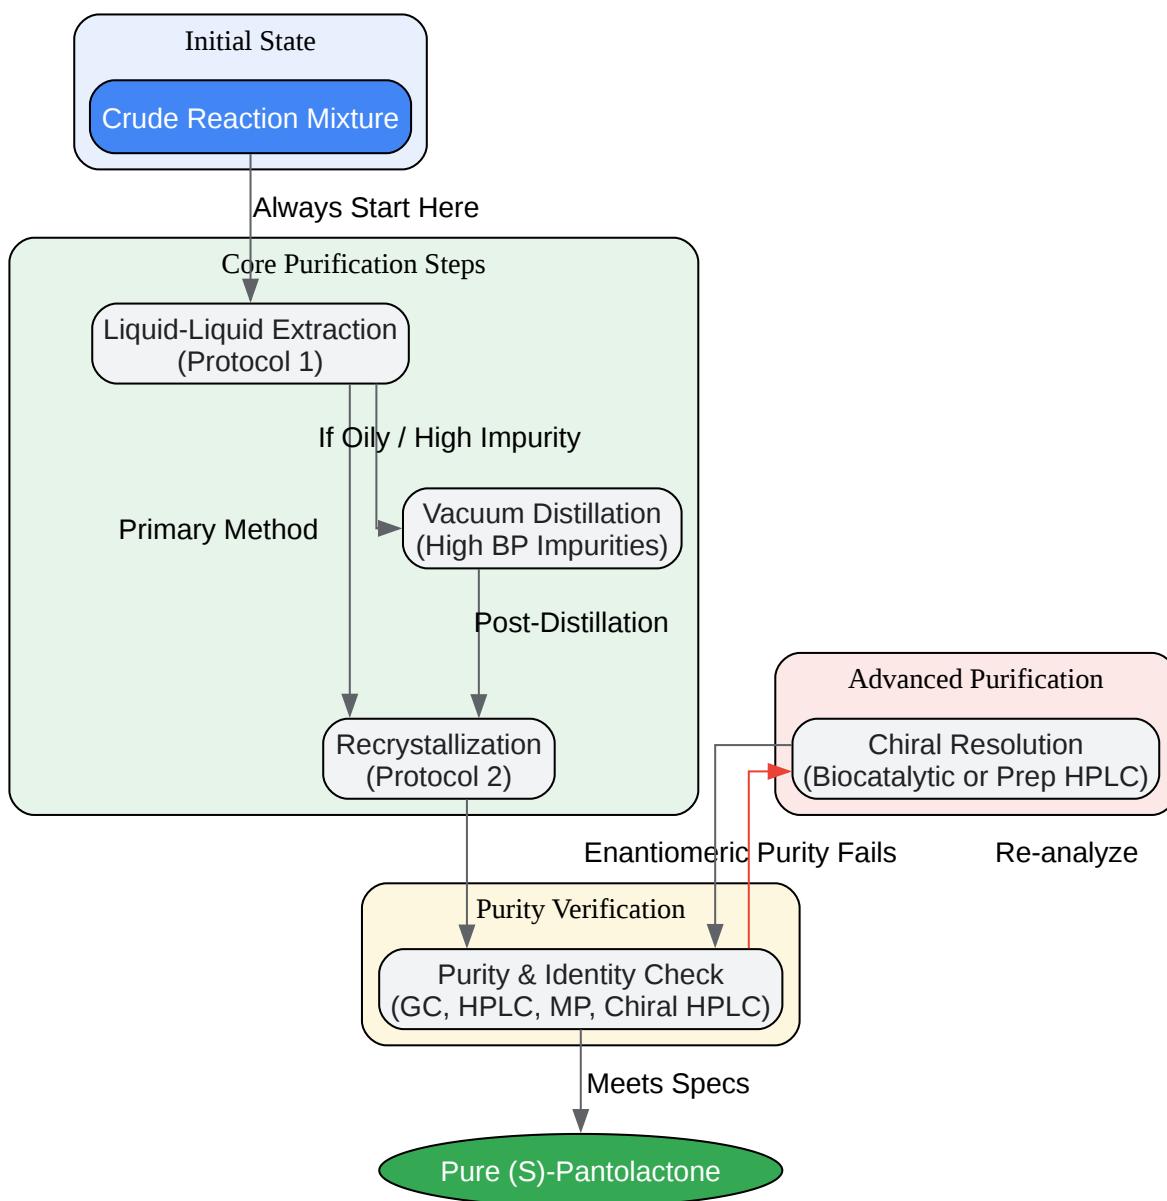 Initial State
Crude Reaction Mixture
Always Start Here
Core Purification Steps
Liquid-Liquid Extraction
(Protocol 1)
If Oily / High Impurity
Vacuum Distillation
(High BP Impurities)
Primary Method
Post-Distillation
Recrystallization
(Protocol 2)
Advanced Purification
Chiral Resolution
(Biocatalytic or Prep HPLC)
Enantiomeric Purity Fails
Re-analyze
Purity Verification
Purity & Identity Check
(GC, HPLC, MP, Chiral HPLC)
Meets Specs
Pure (S)-Pantolactone